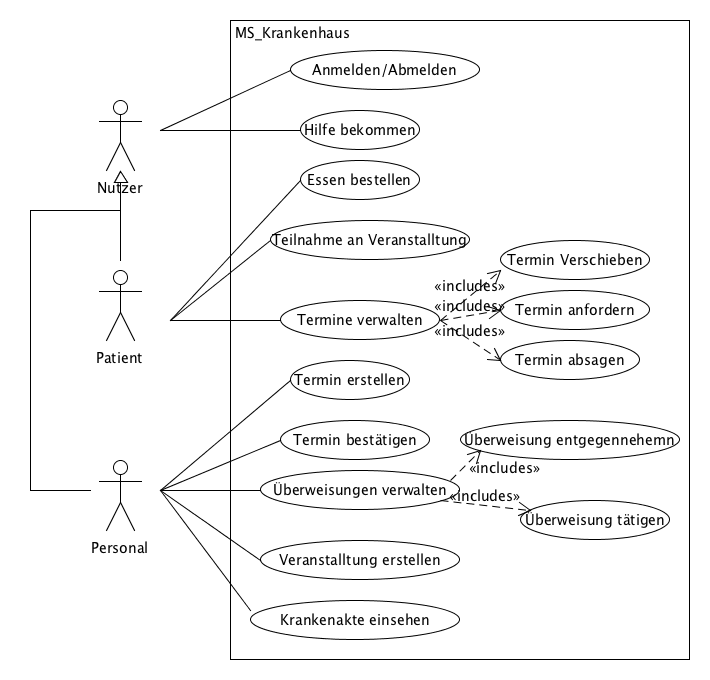 MS_Krankenhaus
Anmelden/Abmelden
Hilfe bekommen
Nutzer
Essen bestellen
Teilnahme an Veranstalltung
Termin Verschieben
«includes»
«includes»
Termin anfordern
Termine verwalten
«includes»
Patient
Termin absagen
Termin erstellen
Termin bestätigen
Überweisung entgegennehemn
«includes»
Überweisungen verwalten
«includes»
Überweisung tätigen
Personal
Veranstalltung erstellen
Krankenakte einsehen